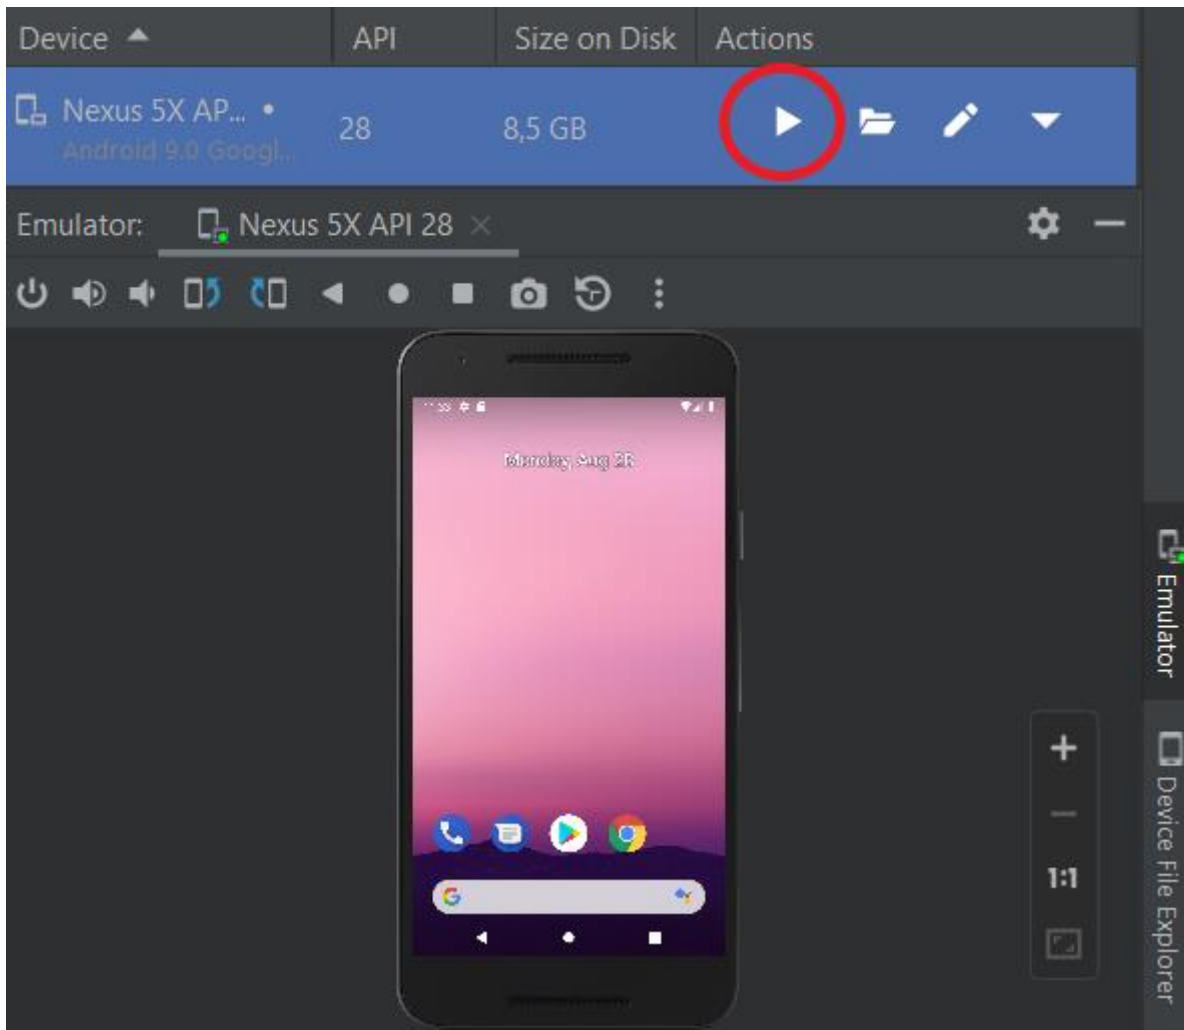 Device API Size on Disk Actions
Nexus 5X AP... 28 8,5 GB
Android 9.0 Googl...
Emulator: Nexus 5X API 28
Monday, Aug
1:1
Emulator
Device File Explorer